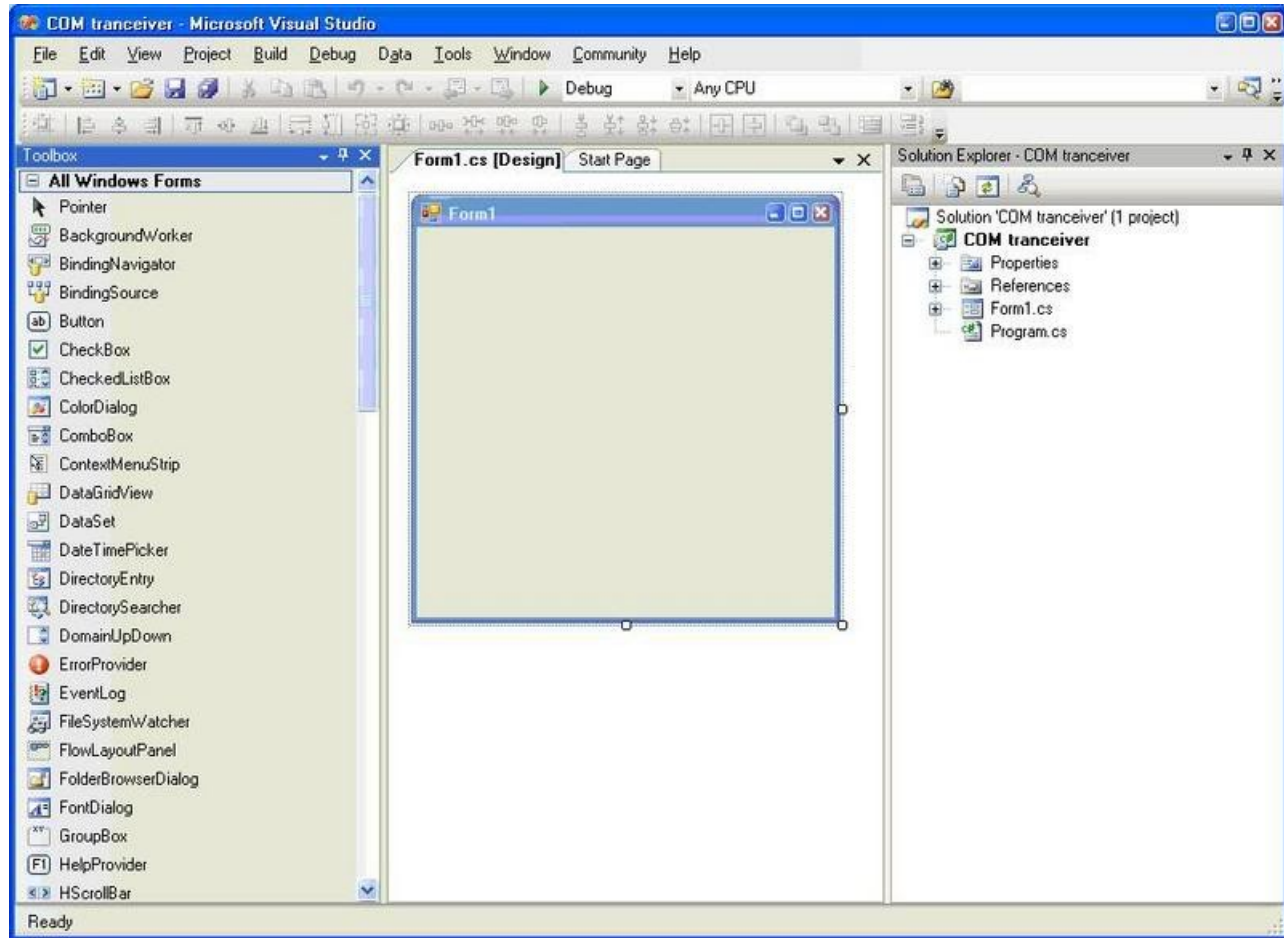 COM tranceiver - Microsoft Visual Studio
File Edit View Project Build Debug Data Tools Window Community Help
Debug Any CPU
Toolbox
All Windows Forms
Pointer
BackgroundWorker
BindingNavigator
BindingSource
ab Button
CheckBox
CheckedListBox
ColorDialog
ComboBox
ContextMenuStrip
DataGridView
DataSet
DateTimePicker
DirectoryEntry
DirectorySearcher
DomainUpDown
ErrorProvider
EventLog
FileSystemWatcher
FlowLayoutPanel
FolderBrowserDialog
FontDialog
GroupBox
F1 HelpProvider
HScrollBar
Form1.cs [Design] Start Page
Form1
Solution Explorer - COM tranceiver
Solution 'COM tranceiver' (1 project)
COM tranceiver
Properties
References
Form1.cs
Program.cs
Ready